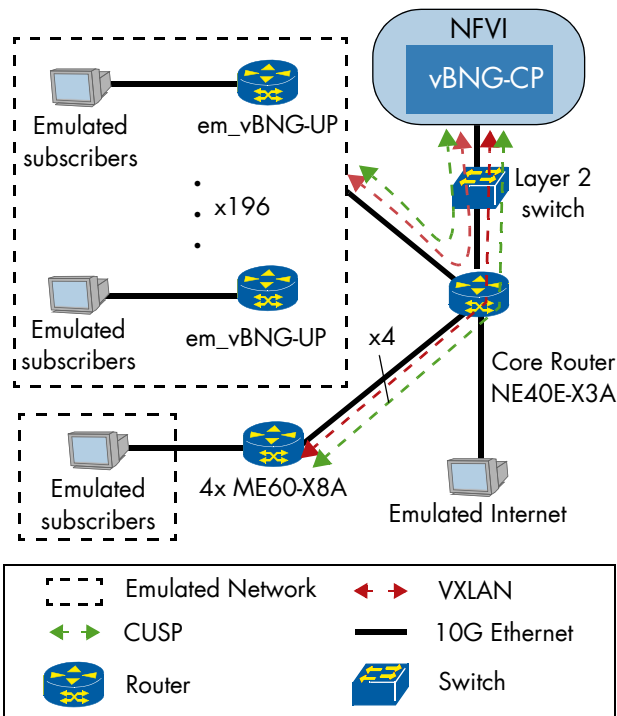 NFVI
vBNG-CP
Emulated
subscribers
em_vBNG-UP
x196
Layer 2
switch
Emulated
subscribers
em_vBNG-UP
x4
Core Router
NE40E-X3A
Emulated
subscribers
4x ME60-X8A
Emulated Internet
Emulated Network
VXLAN
CUSP
10G Ethernet
Router
Switch